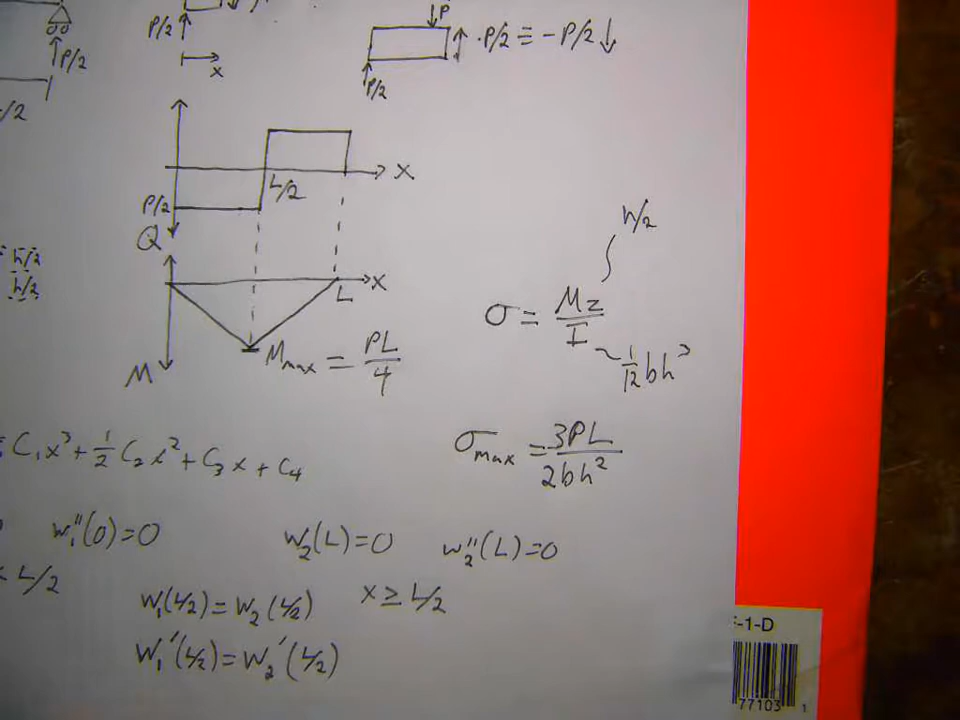 P/2
P/2
x
P
P/2
·P/2 ≡ -P/2 ↓
/2
x
L/2
P/2
Q
h/2
h/2
x
L
M
M_max = PL/4
h/2
σ = Mz/I
1/12 bh³
σ_max = 3PL/2bh²
= C₁x³ + 1/2 C₂x² + C₃x + C₄
w₁''(0)=0
w₂(L)=0
w₂''(L)=0
L/2
w₁(L/2) = w₂(L/2)
x ≥ L/2
w₁'(L/2) = w₂'(L/2)
-1-D
77103
1